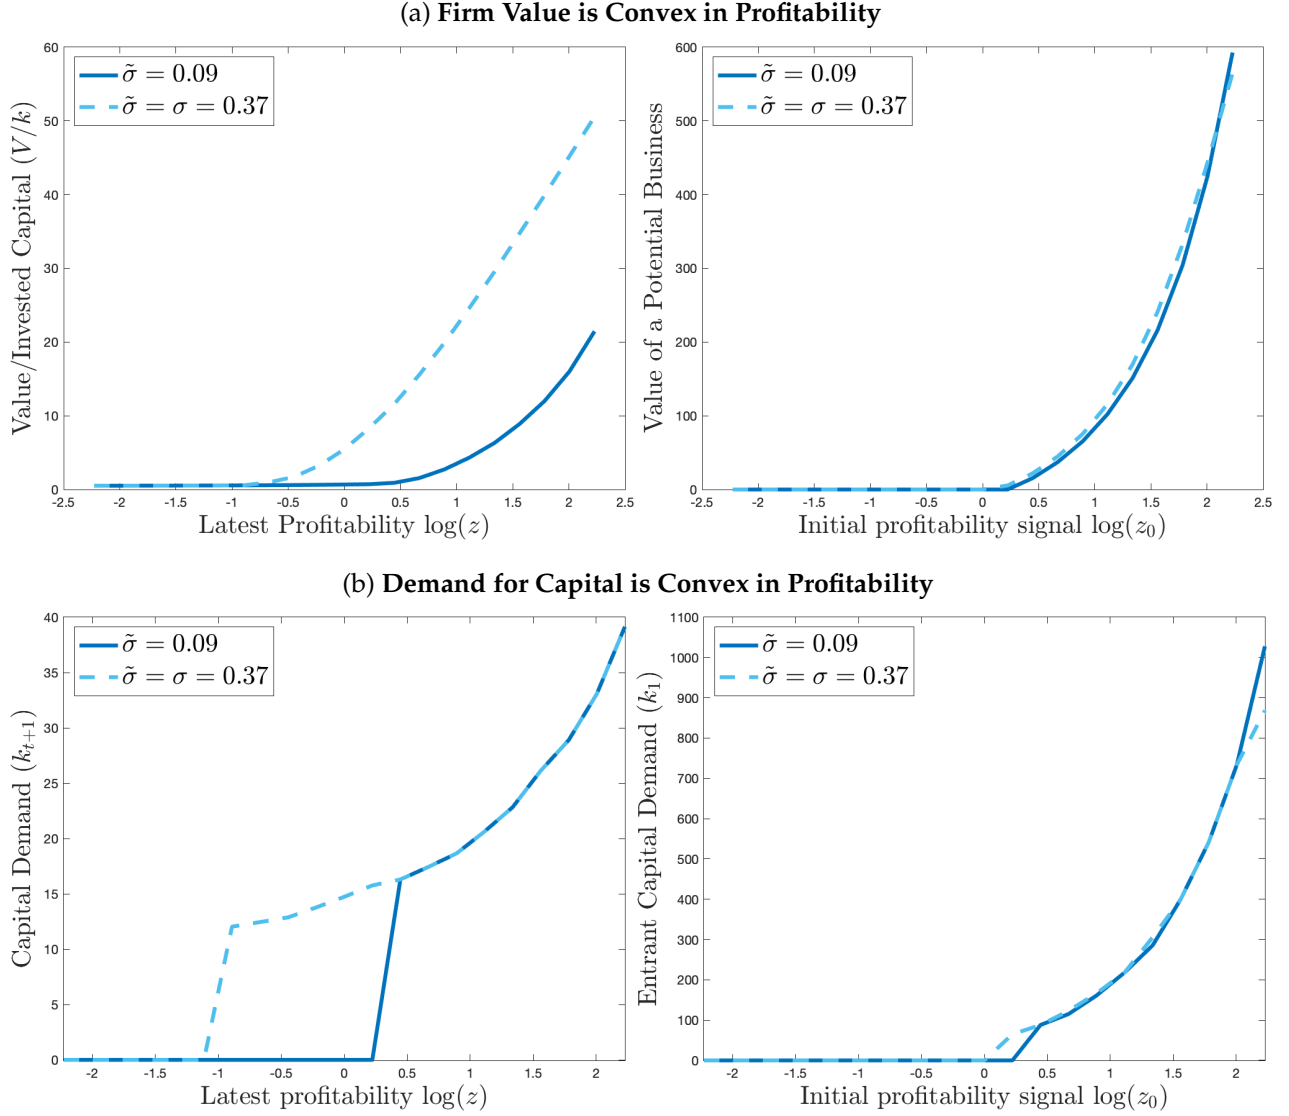 (a) Firm Value is Convex in Profitability
60
50
40
30
20
10
0
Value/Invested Capital (V/k)
σ̃ = 0.09
σ̃ = σ = 0.37
-2.5 -2 -1.5 -1 -0.5 0 0.5 1 1.5 2 2.5
Latest Profitability log(z)
600
500
400
300
200
100
0
Value of a Potential Business
σ̃ = 0.09
σ̃ = σ = 0.37
-2.5 -2 -1.5 -1 -0.5 0 0.5 1 1.5 2 2.5
Initial profitability signal log(z₀)
(b) Demand for Capital is Convex in Profitability
40
35
30
25
20
15
10
5
0
Capital Demand (kₜ₊₁)
σ̃ = 0.09
σ̃ = σ = 0.37
-2 -1.5 -1 -0.5 0 0.5 1 1.5 2
Latest profitability log(z)
1100
1000
900
800
700
600
500
400
300
200
100
0
Entrant Capital Demand (k₁)
σ̃ = 0.09
σ̃ = σ = 0.37
-2 -1.5 -1 -0.5 0 0.5 1 1.5 2
Initial profitability signal log(z₀)